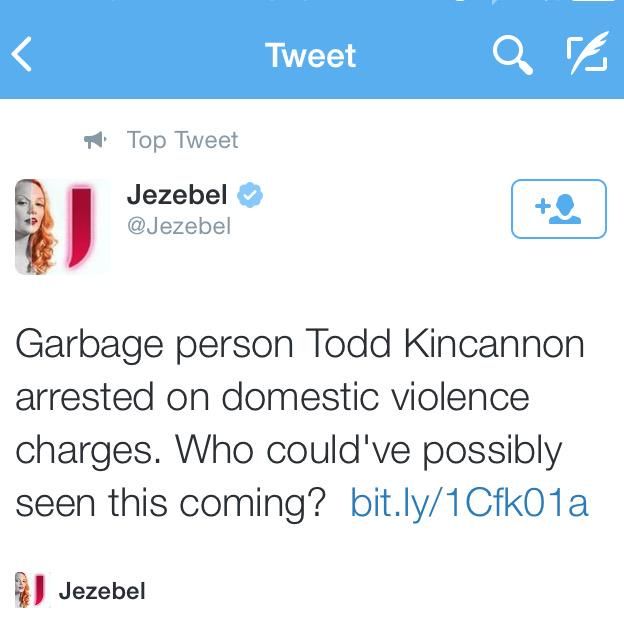 Tweet
Top Tweet
Jezebel
@Jezebel
Garbage person Todd Kincannon
arrested on domestic violence
charges. Who could've possibly
seen this coming? bit.ly/1Cfk01a
Jezebel